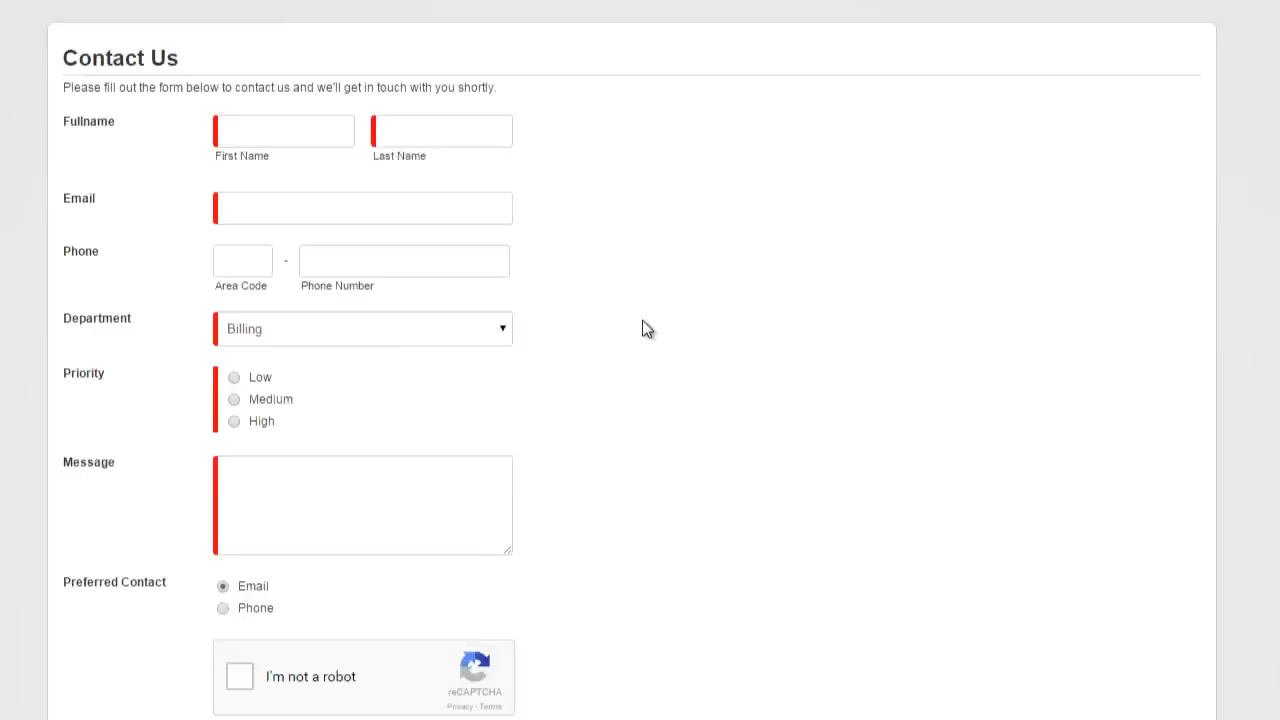 Contact Us
Please fill out the form below to contact us and we'll get in touch with you shortly.
Fullname
First Name
Last Name
Email
Phone
-
Area Code
Phone Number
Department
Billing
Priority
Low
Medium
High
Message
Preferred Contact
Email
Phone
I'm not a robot
reCAPTCHA
Privacy - Terms